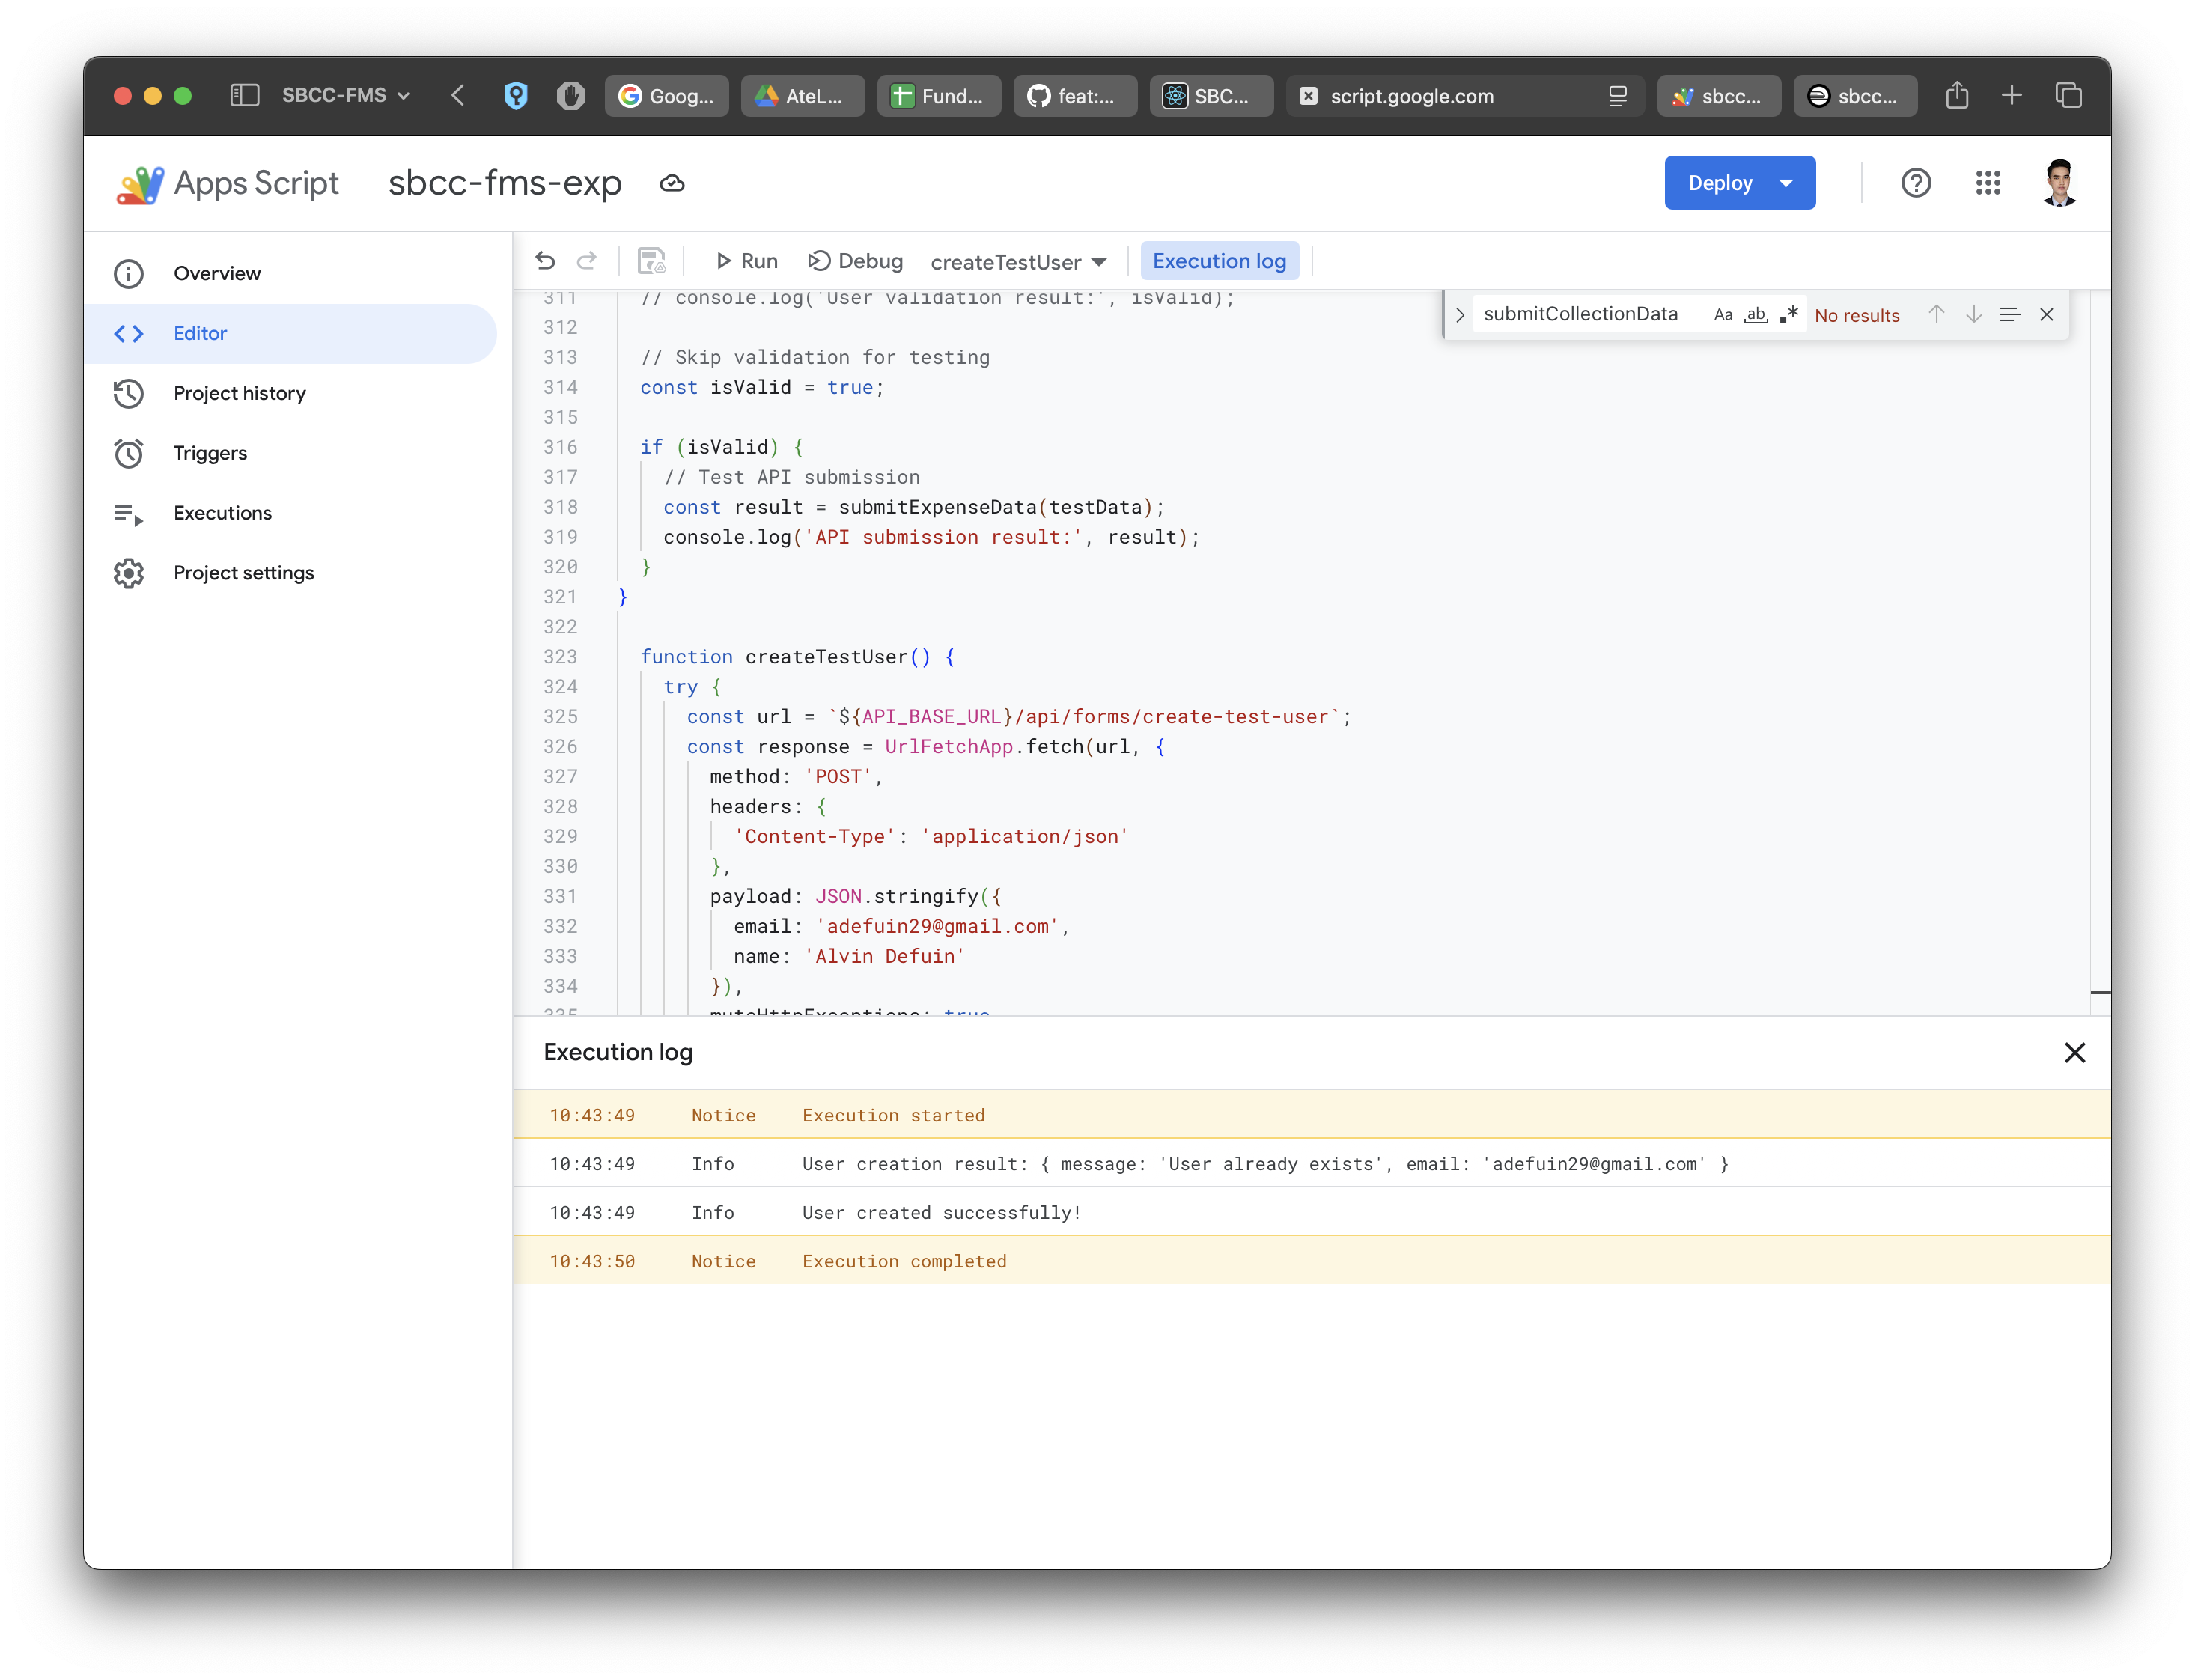 SBCC-FMS
Goog...
AteL...
Fund...
feat:...
SBC...
script.google.com
sbcc...
sbcc...
Apps Script
sbcc-fms-exp
Deploy
Overview
Editor
Project history
Triggers
Executions
Project settings
Run
Debug
createTestUser
Execution log
submitCollectionData
Aa
ab
No results
311 // console.log('User validation result:', isValid);
312
313 // Skip validation for testing
314 const isValid = true;
315
316 if (isValid) {
317 // Test API submission
318 const result = submitExpenseData(testData);
319 console.log('API submission result:', result);
320 }
321 }
322
323 function createTestUser() {
324 try {
325 const url = `${API_BASE_URL}/api/forms/create-test-user`;
326 const response = UrlFetchApp.fetch(url, {
327 method: 'POST',
328 headers: {
329 'Content-Type': 'application/json'
330 },
331 payload: JSON.stringify({
332 email: 'adefuin29@gmail.com',
333 name: 'Alvin Defuin'
334 }),
335 muteHttpExceptions: true
Execution log
10:43:49 Notice Execution started
10:43:49 Info User creation result: { message: 'User already exists', email: 'adefuin29@gmail.com' }
10:43:49 Info User created successfully!
10:43:50 Notice Execution completed